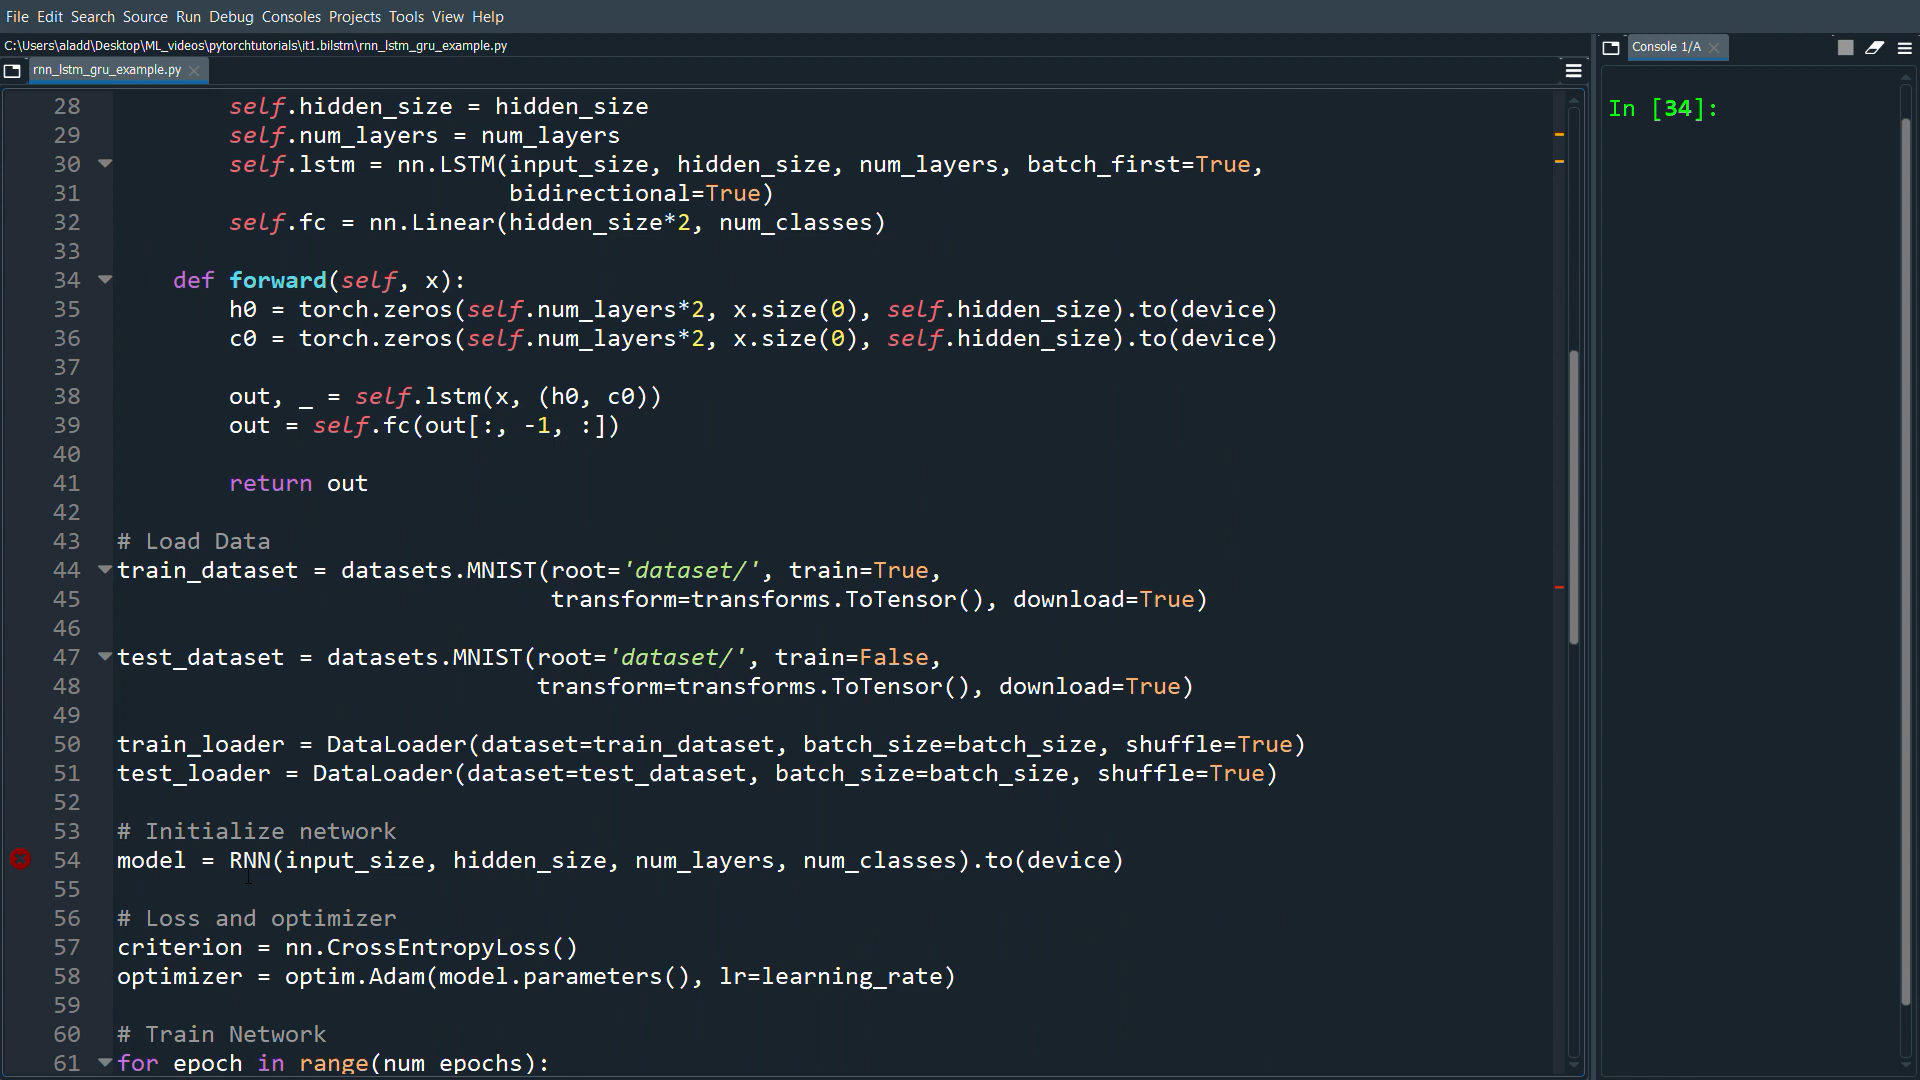 File Edit Search Source Run Debug Consoles Projects Tools View Help
C:\Users\aladd\Desktop\ML_videos\pytorchtutorials\it1.bilstm\rnn_lstm_gru_example.py
rnn_lstm_gru_example.py
28 self.hidden_size = hidden_size
29 self.num_layers = num_layers
30 self.lstm = nn.LSTM(input_size, hidden_size, num_layers, batch_first=True,
31 bidirectional=True)
32 self.fc = nn.Linear(hidden_size*2, num_classes)
33
34 def forward(self, x):
35 h0 = torch.zeros(self.num_layers*2, x.size(0), self.hidden_size).to(device)
36 c0 = torch.zeros(self.num_layers*2, x.size(0), self.hidden_size).to(device)
37
38 out, _ = self.lstm(x, (h0, c0))
39 out = self.fc(out[:, -1, :])
40
41 return out
42
43 # Load Data
44 train_dataset = datasets.MNIST(root='dataset/', train=True,
45 transform=transforms.ToTensor(), download=True)
46
47 test_dataset = datasets.MNIST(root='dataset/', train=False,
48 transform=transforms.ToTensor(), download=True)
49
50 train_loader = DataLoader(dataset=train_dataset, batch_size=batch_size, shuffle=True)
51 test_loader = DataLoader(dataset=test_dataset, batch_size=batch_size, shuffle=True)
52
53 # Initialize network
54 model = RNN(input_size, hidden_size, num_layers, num_classes).to(device)
55
56 # Loss and optimizer
57 criterion = nn.CrossEntropyLoss()
58 optimizer = optim.Adam(model.parameters(), lr=learning_rate)
59
60 # Train Network
61 for epoch in range(num_epochs):
Console 1/A
In [34]: